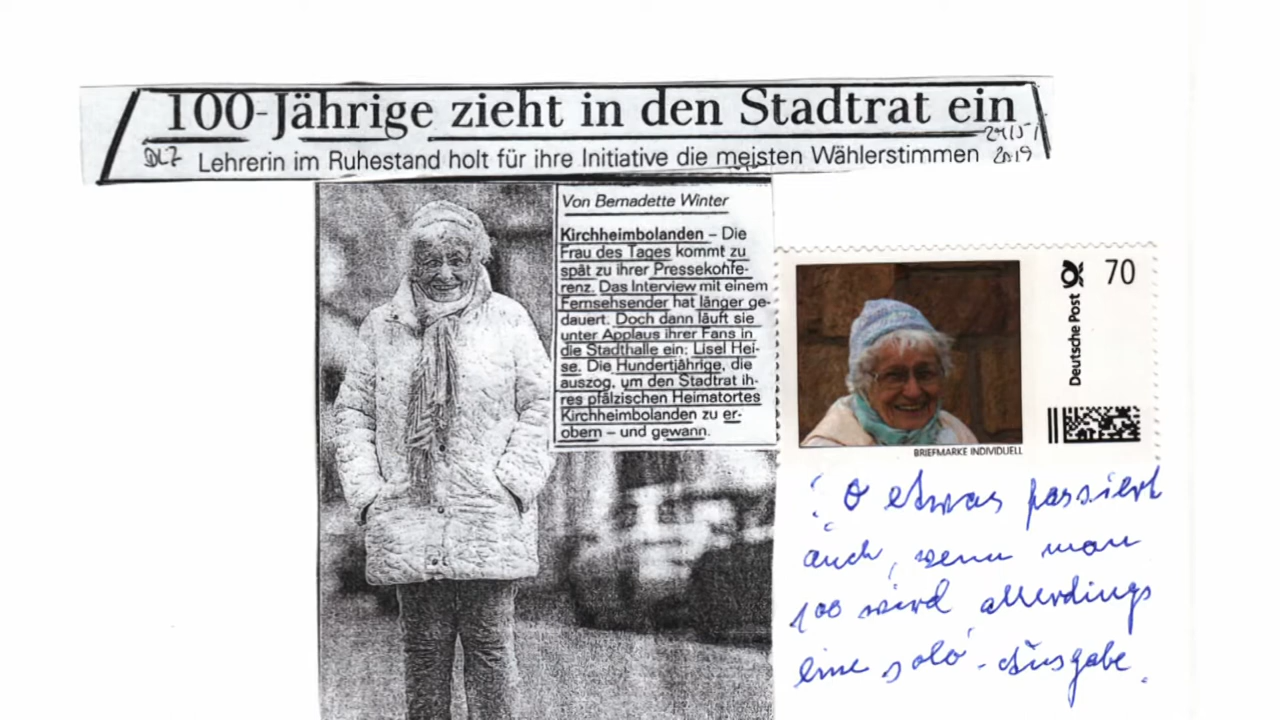 100-Jährige zieht in den Stadtrat ein
Lehrerin im Ruhestand holt für ihre Initiative die meisten Wählerstimmen
2019
Von Bernadette Winter
Kirchheimbolanden – Die
Frau des Tages kommt zu
spät zu ihrer Pressekonfe-
renz. Das Interview mit einem
Fernsehsender hat länger ge-
dauert. Doch dann läuft sie
unter Applaus ihrer Fans in
die Stadthalle ein: Lisel Hei-
se. Die Hundertjährige, die
auszog, um den Stadtrat ih-
res pfälzischen Heimatortes
Kirchheimbolanden zu er-
obern – und gewann.
Deutsche Post
70
BRIEFMARKE INDIVIDUELL
So etwas passiert
auch, wenn man
100 wird allerdings
eine solo-Ausgabe.